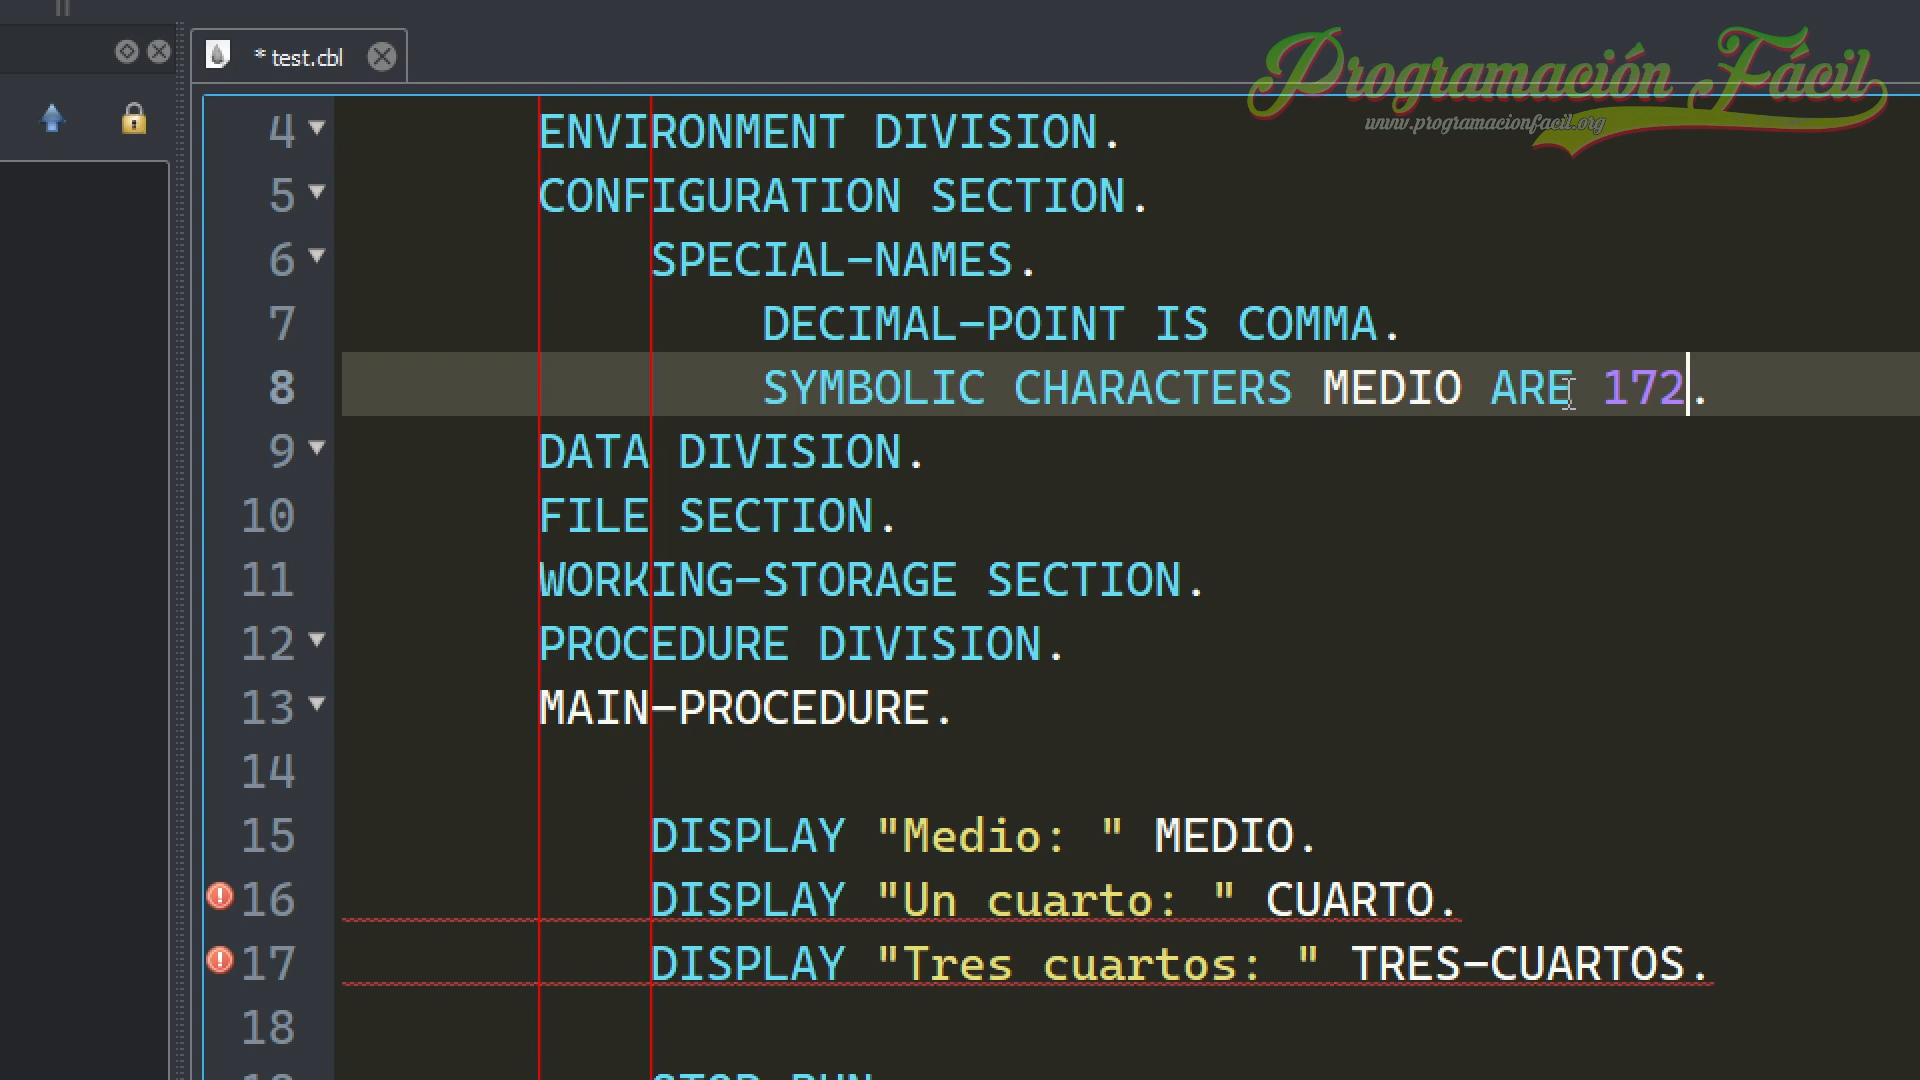 * test.cbl
Programación Fácil
www.programacionfacil.org
4 ENVIRONMENT DIVISION.
5 CONFIGURATION SECTION.
6 SPECIAL-NAMES.
7 DECIMAL-POINT IS COMMA.
8 SYMBOLIC CHARACTERS MEDIO ARE 172.
9 DATA DIVISION.
10 FILE SECTION.
11 WORKING-STORAGE SECTION.
12 PROCEDURE DIVISION.
13 MAIN-PROCEDURE.
14
15 DISPLAY "Medio: " MEDIO.
16 DISPLAY "Un cuarto: " CUARTO.
17 DISPLAY "Tres cuartos: " TRES-CUARTOS.
18
STOP RUN